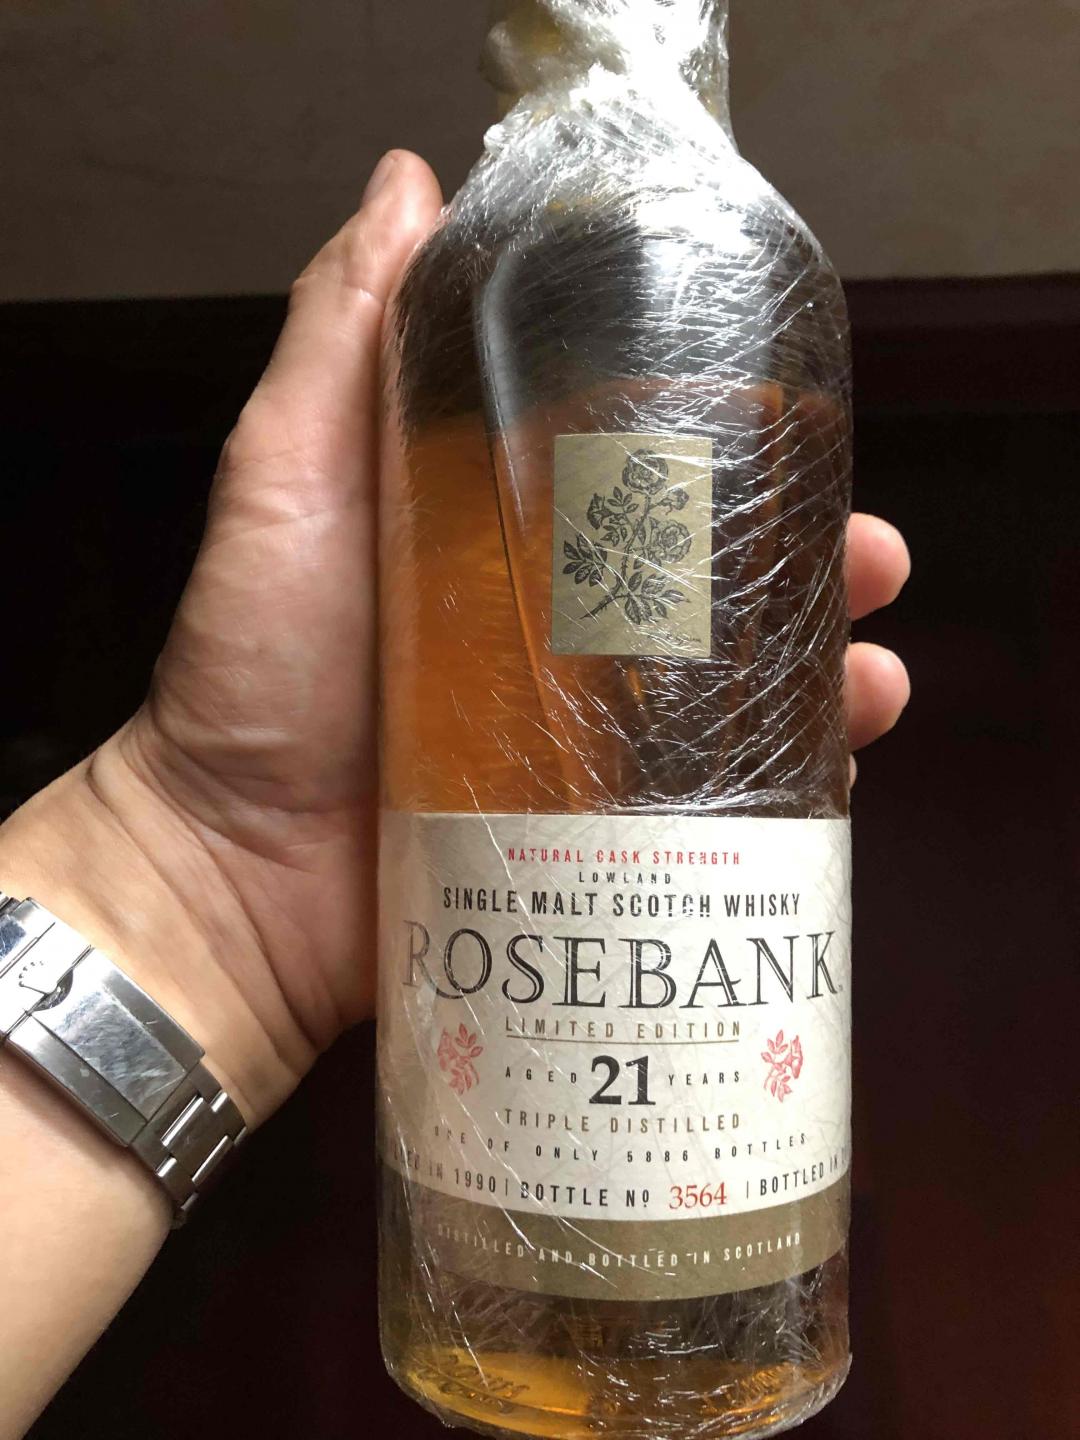 NATURAL CASK STRENGTH
LOWLAND
SINGLE MALT SCOTCH WHISKY
ROSEBANK
LIMITED EDITION
AGED 21 YEARS
TRIPLE DISTILLED
ONE OF ONLY 5886 BOTTLES
IN 1990 | BOTTLE Nº 3564 | BOTTLED IN
DISTILLED AND BOTTLED IN SCOTLAND